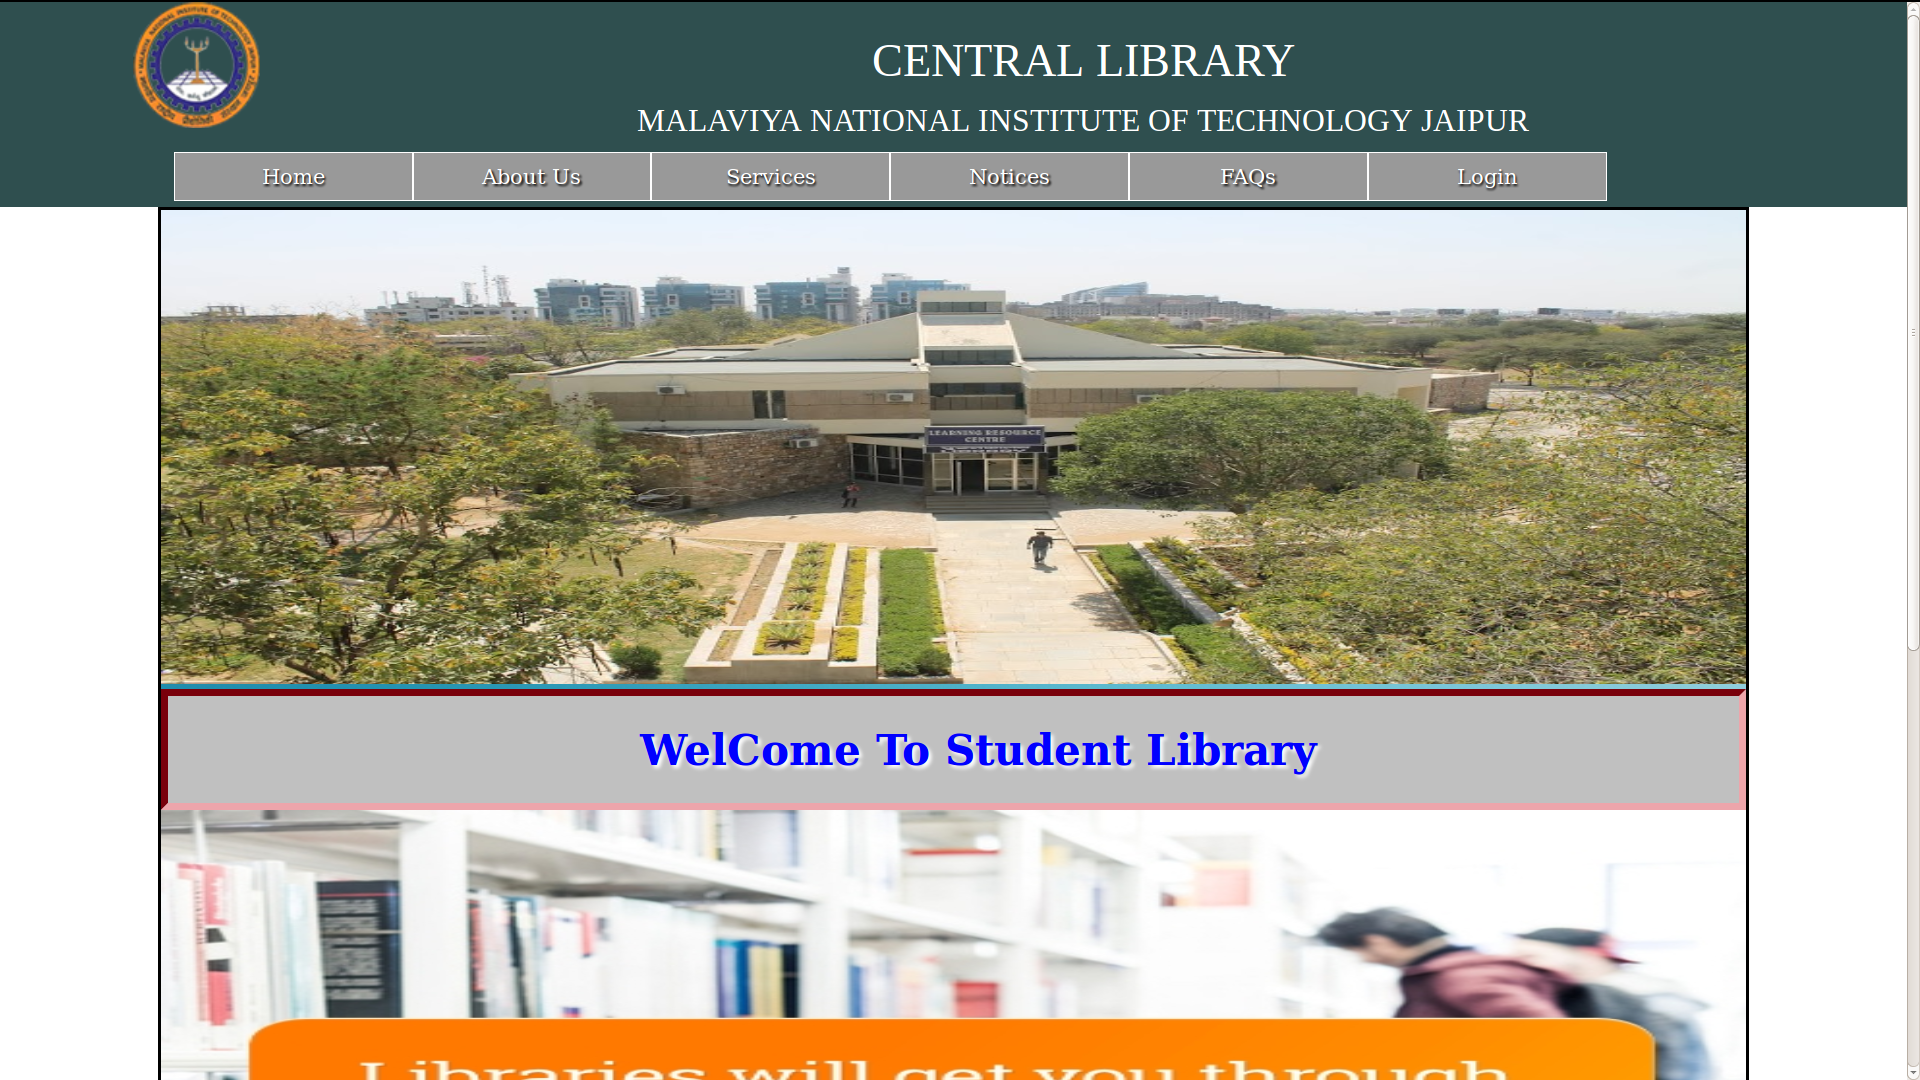 CENTRAL LIBRARY
MALAVIYA NATIONAL INSTITUTE OF TECHNOLOGY JAIPUR
Home
About Us
Services
Notices
FAQs
Login
LEARNING RESOURCE
CENTRE
WelCome To Student Library
Libraries will get you through